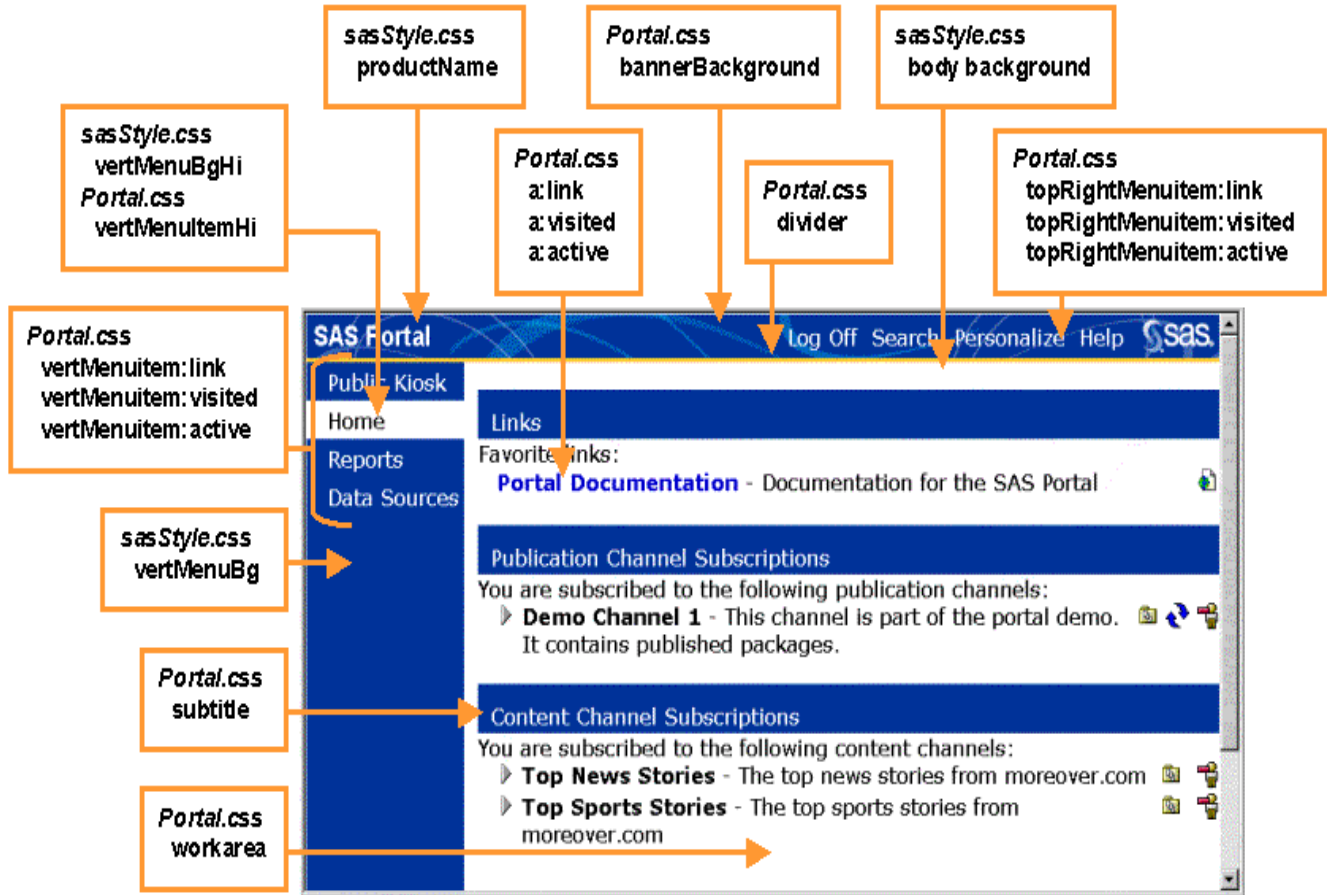 sasStyle.css
productName
Portal.css
bannerBackground
sasStyle.css
body background
sasStyle.css
vertMenuBgHi
Portal.css
vertMenuItemHi
Portal.css
a:link
a:visited
a:active
Portal.css
divider
Portal.css
topRightMenuitem:link
topRightMenuitem:visited
topRightMenuitem:active
Portal.css
vertMenuitem:link
vertMenuitem:visited
vertMenuitem:active
sasStyle.css
vertMenuBg
Portal.css
subtitle
Portal.css
workarea
SAS Portal
Log Off Search Personalize Help sas.
Public Kiosk
Home
Reports
Data Sources
Links
Favorite links:
Portal Documentation - Documentation for the SAS Portal
Publication Channel Subscriptions
You are subscribed to the following publication channels:
Demo Channel 1 - This channel is part of the portal demo.
It contains published packages.
Content Channel Subscriptions
You are subscribed to the following content channels:
Top News Stories - The top news stories from moreover.com
Top Sports Stories - The top sports stories from
moreover.com